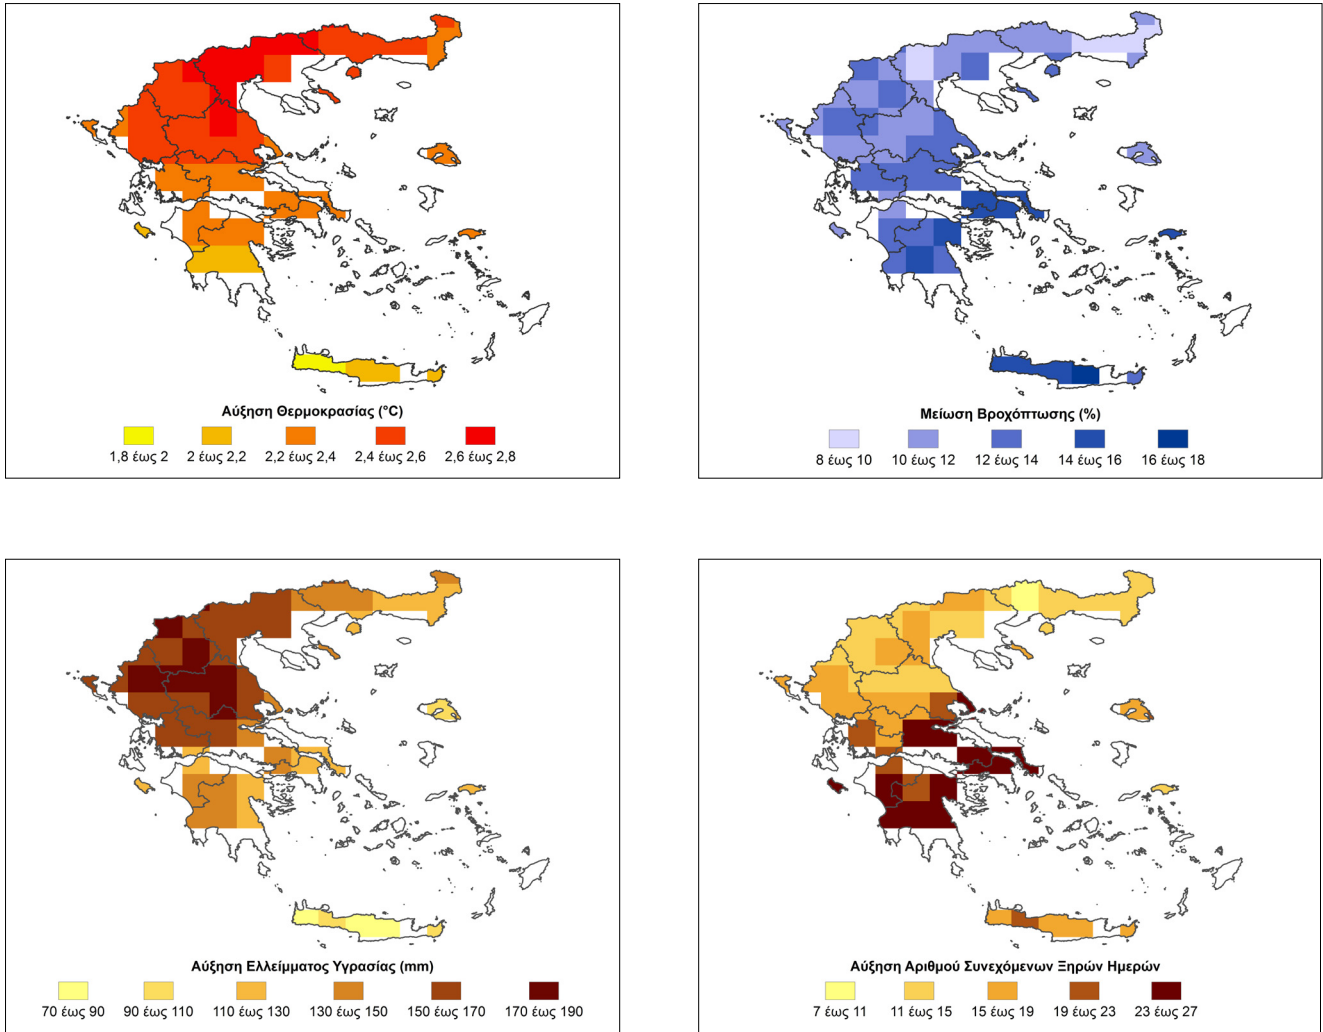 Αύξηση Θερμοκρασίας (°C)
1,8 έως 2
2 έως 2,2
2,2 έως 2,4
2,4 έως 2,6
2,6 έως 2,8
Μείωση Βροχόπτωσης (%)
8 έως 10
10 έως 12
12 έως 14
14 έως 16
16 έως 18
Αύξηση Ελλείμματος Υγρασίας (mm)
70 έως 90
90 έως 110
110 έως 130
130 έως 150
150 έως 170
170 έως 190
Αύξηση Αριθμού Συνεχόμενων Ξηρών Ημερών
7 έως 11
11 έως 15
15 έως 19
19 έως 23
23 έως 27